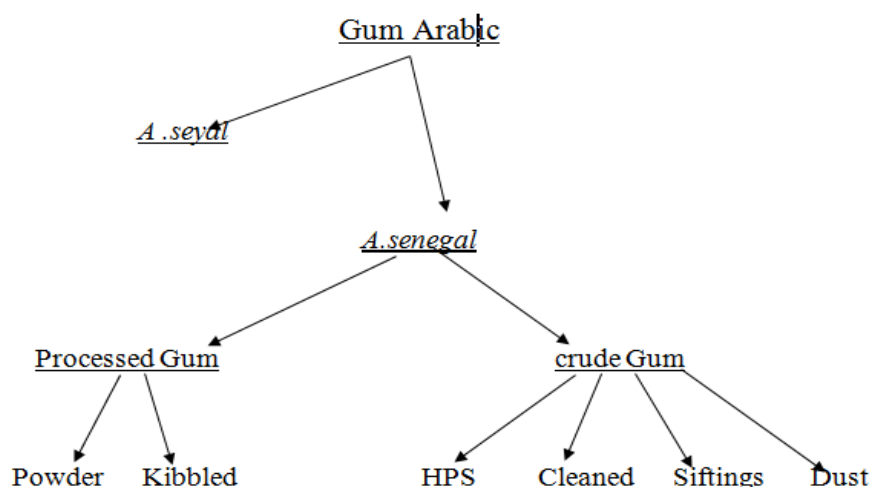 Gum Arabic
A .seyal
A.senegal
Processed Gum
crude Gum
Powder
Kibbled
HPS
Cleaned
Siftings
Dust